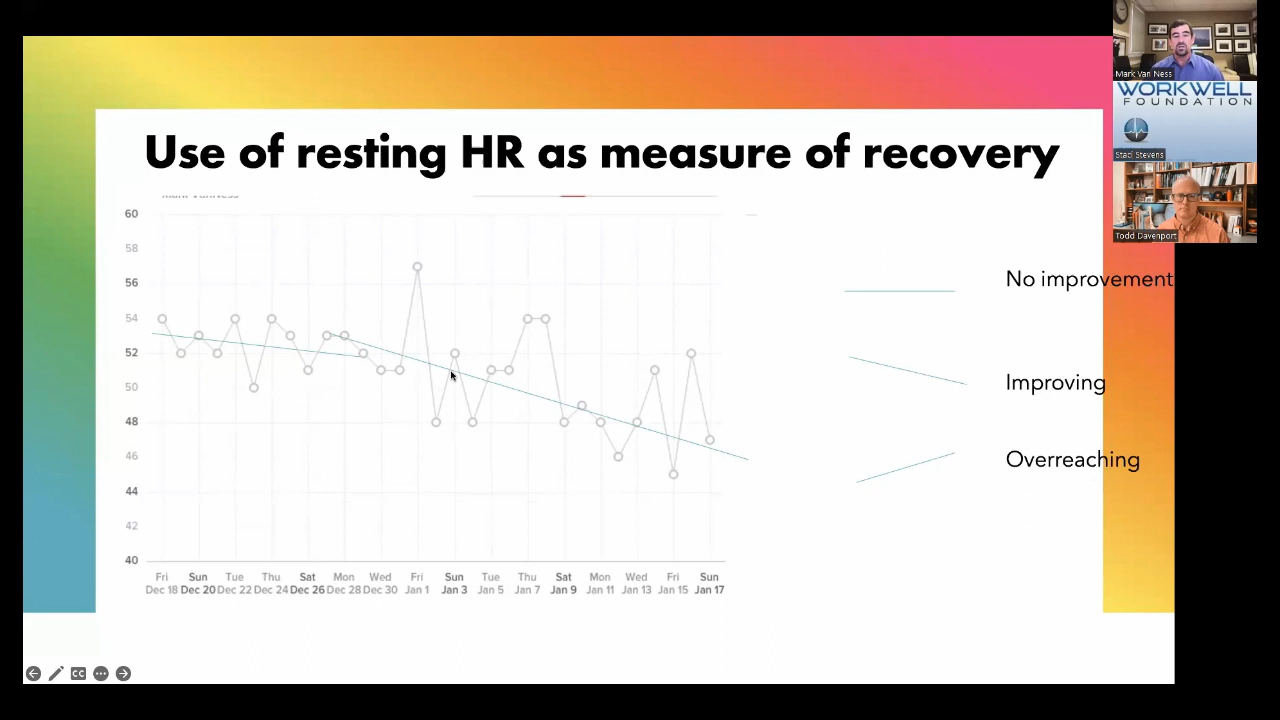 Use of resting HR as measure of recovery
60
58
56
54
52
50
48
46
44
42
40
Fri Sun Tue Thu Sat Mon Wed Fri Sun Tue Thu Sat Mon Wed Fri Sun
Dec 18 Dec 20 Dec 22 Dec 24 Dec 26 Dec 28 Dec 30 Jan 1 Jan 3 Jan 5 Jan 7 Jan 9 Jan 11 Jan 13 Jan 15 Jan 17
No improvement
Improving
Overreaching
Mark Van Ness
WORKWELL
FOUNDATION
Staci Stevens
Todd Davenport
CC